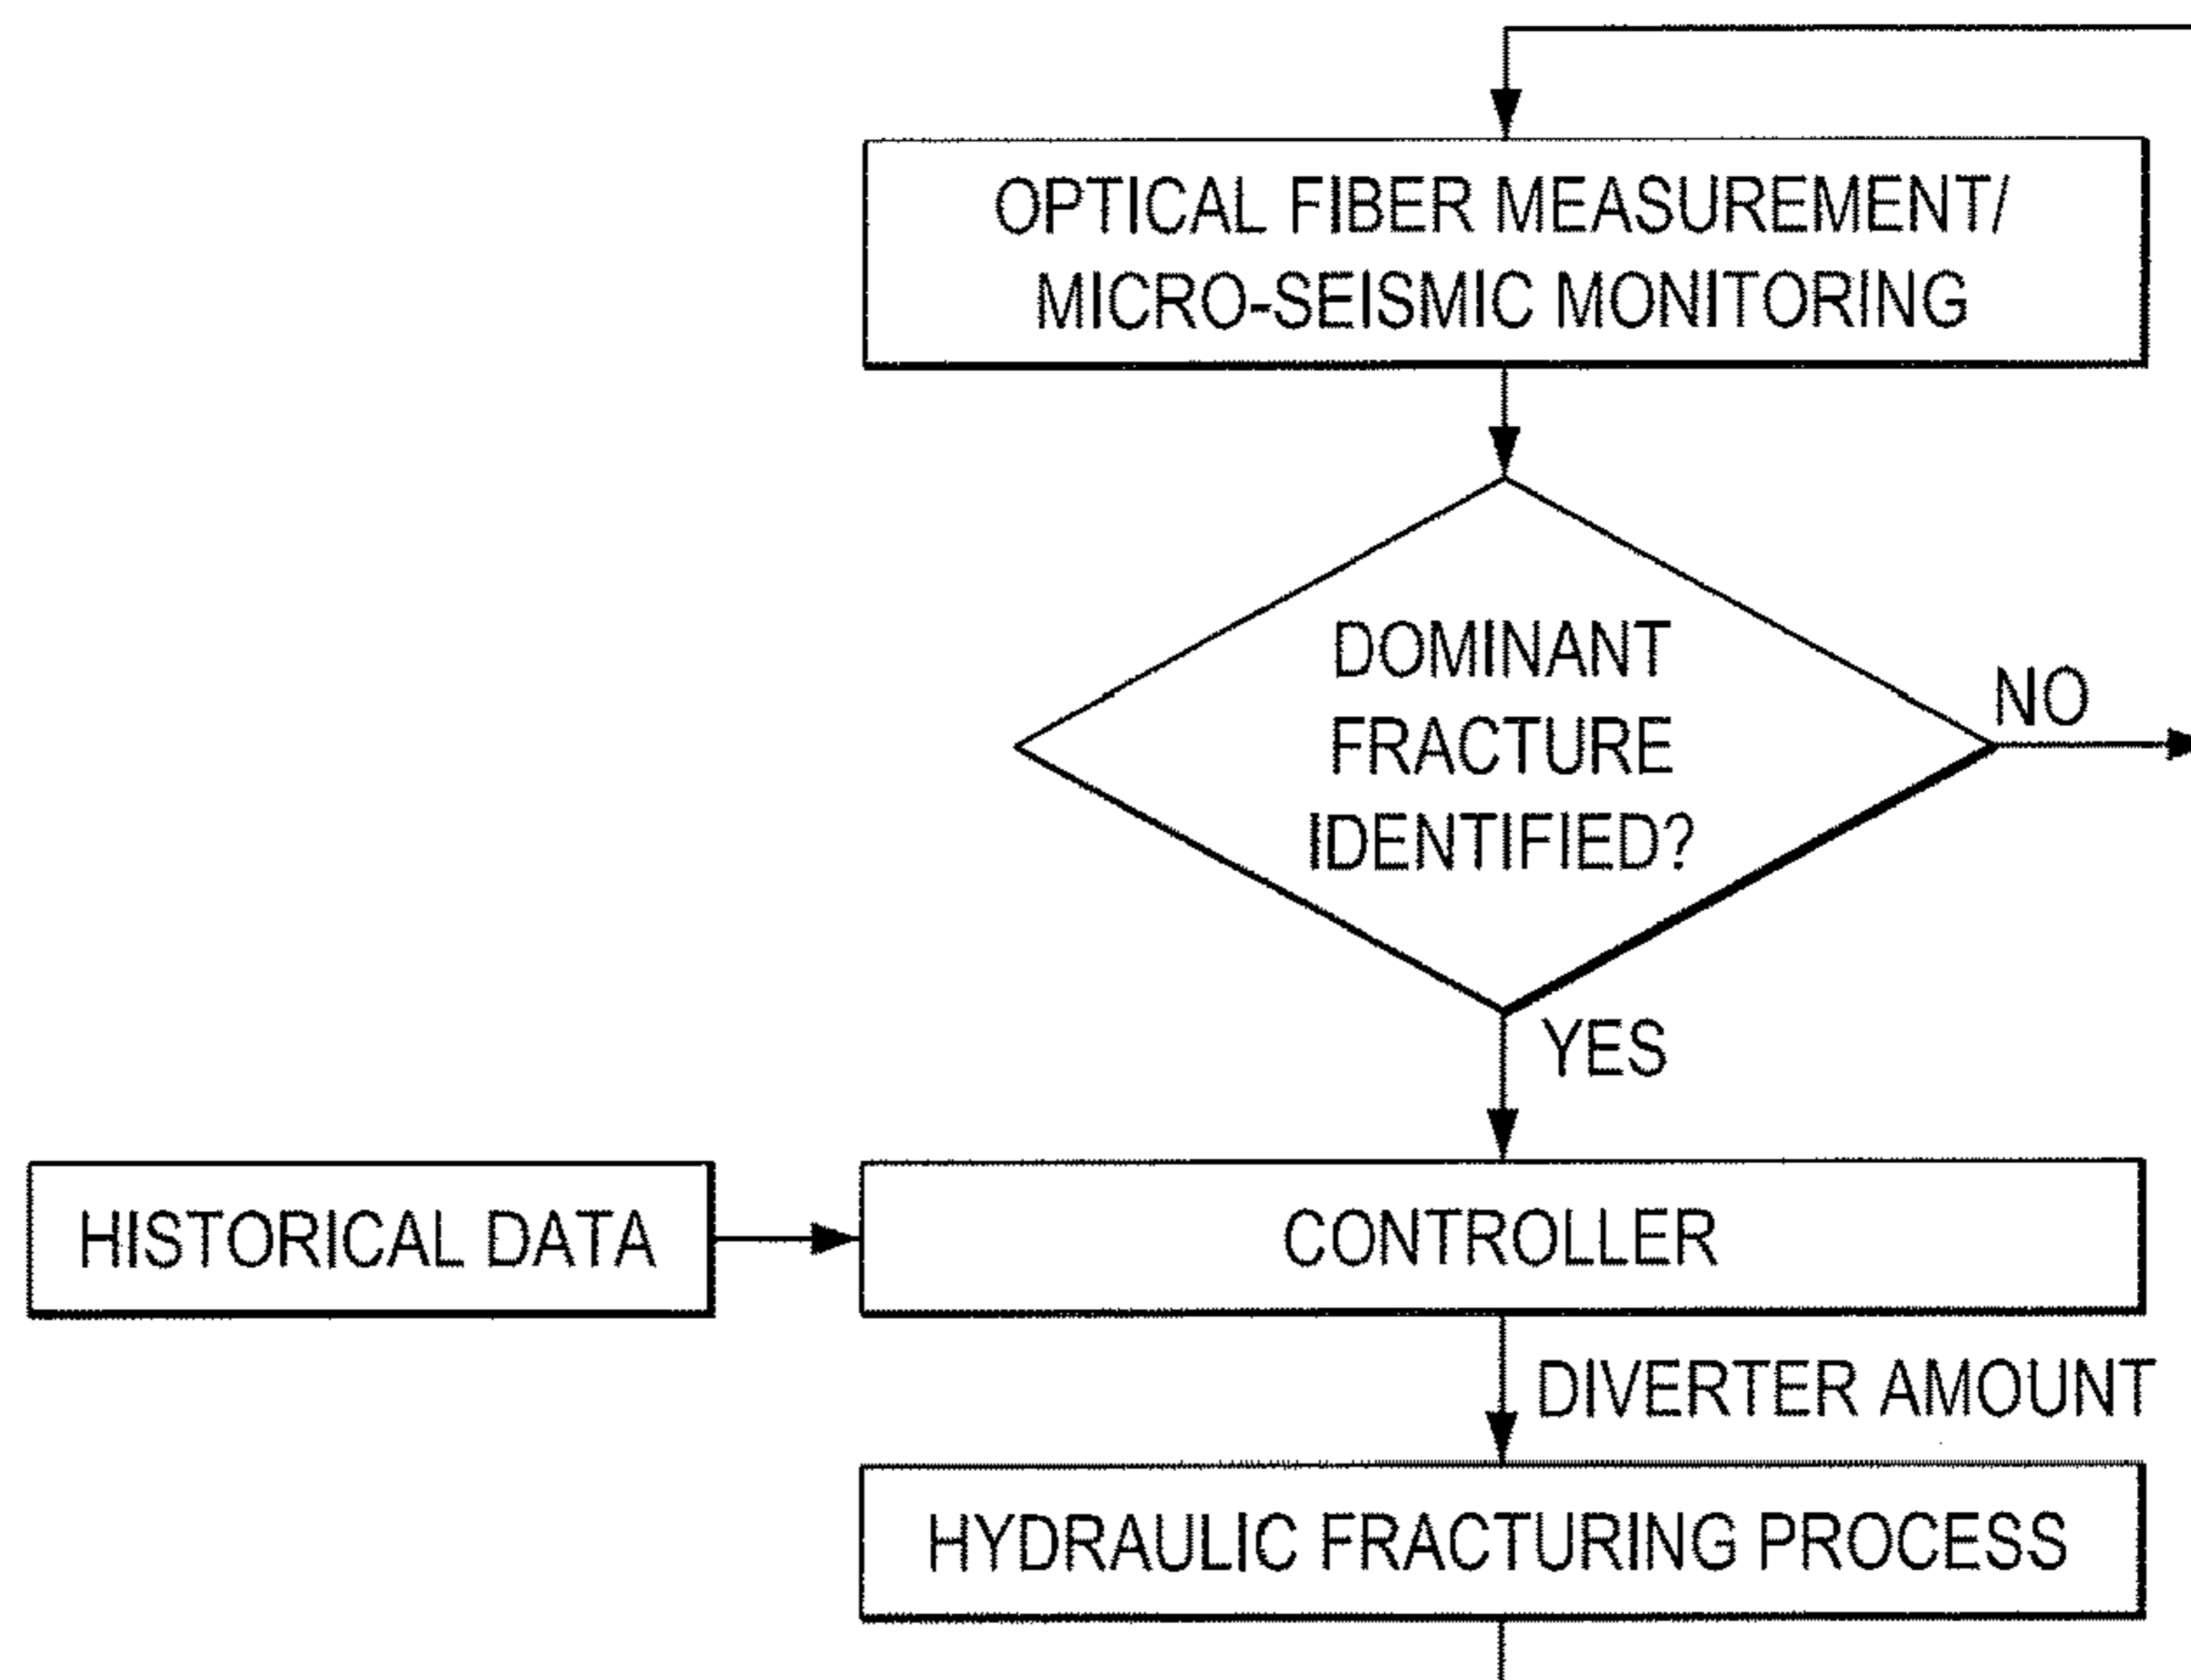 OPTICAL FIBER MEASUREMENT/
MICRO-SEISMIC MONITORING
DOMINANT
FRACTURE
IDENTIFIED?
NO
YES
HISTORICAL DATA
CONTROLLER
DIVERTER AMOUNT
HYDRAULIC FRACTURING PROCESS